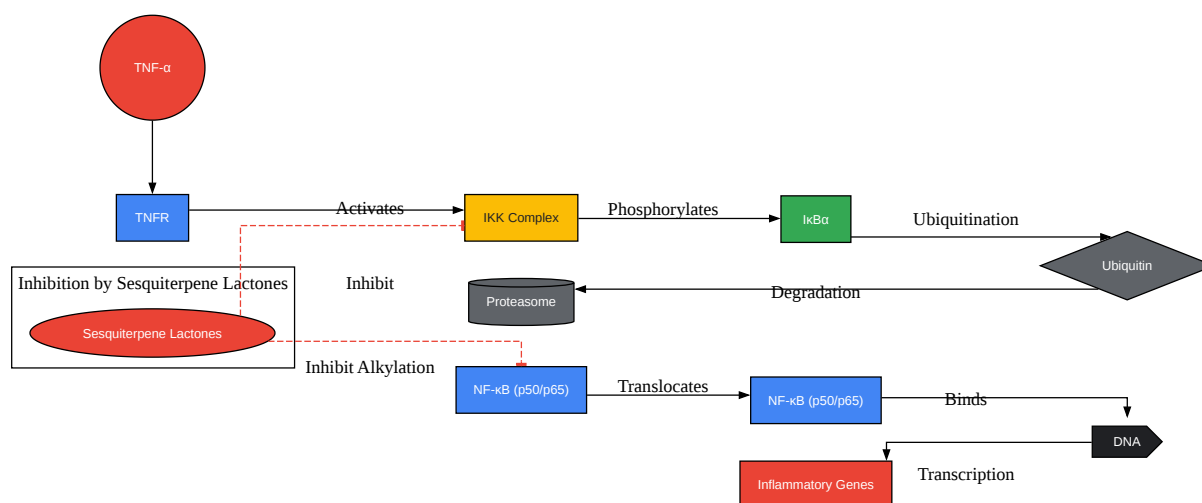 TNF-α
TNFR
Activates
IKK Complex
Phosphorylates
IκBα
Ubiquitination
Ubiquitin
Inhibition by Sesquiterpene Lactones
Inhibit
Proteasome
Degradation
Sesquiterpene Lactones
Inhibit Alkylation
NF-κB (p50/p65)
Translocates
NF-κB (p50/p65)
Binds
DNA
Inflammatory Genes
Transcription